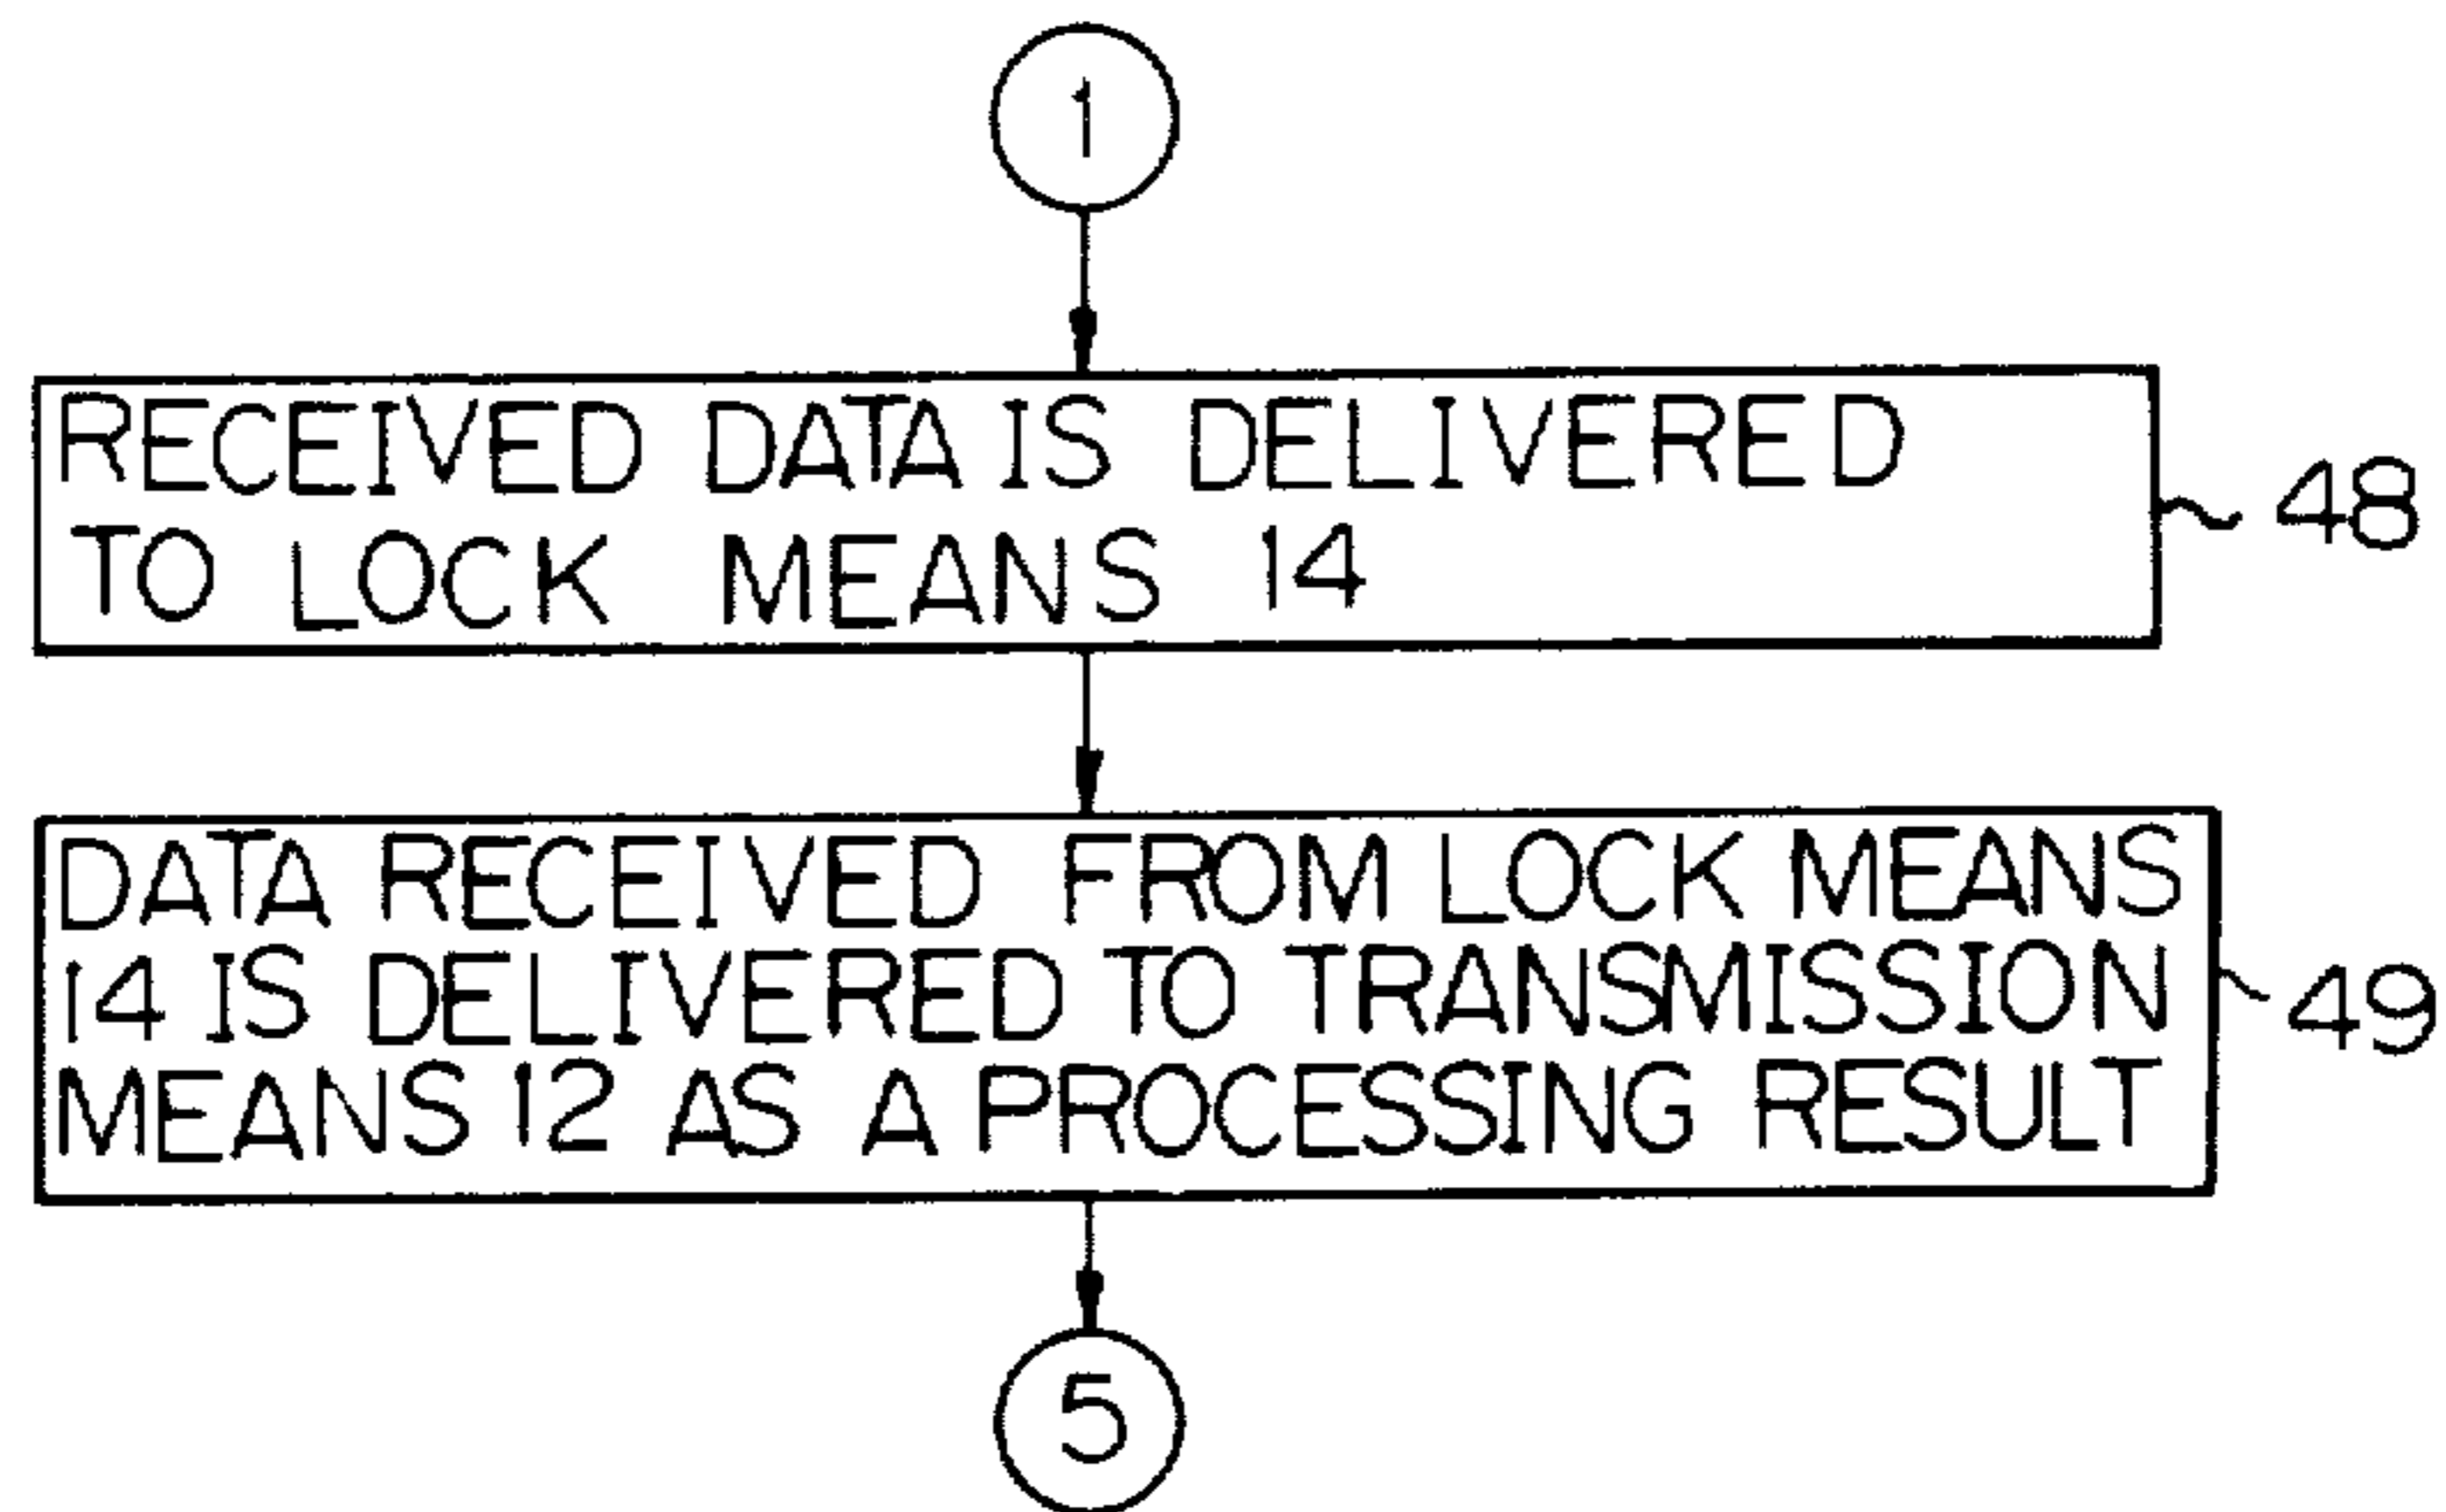 1
RECEIVED DATA IS DELIVERED
TO LOCK MEANS 14
48
DATA RECEIVED FROM LOCK MEANS
14 IS DELIVERED TO TRANSMISSION
MEANS 12 AS A PROCESSING RESULT
49
5